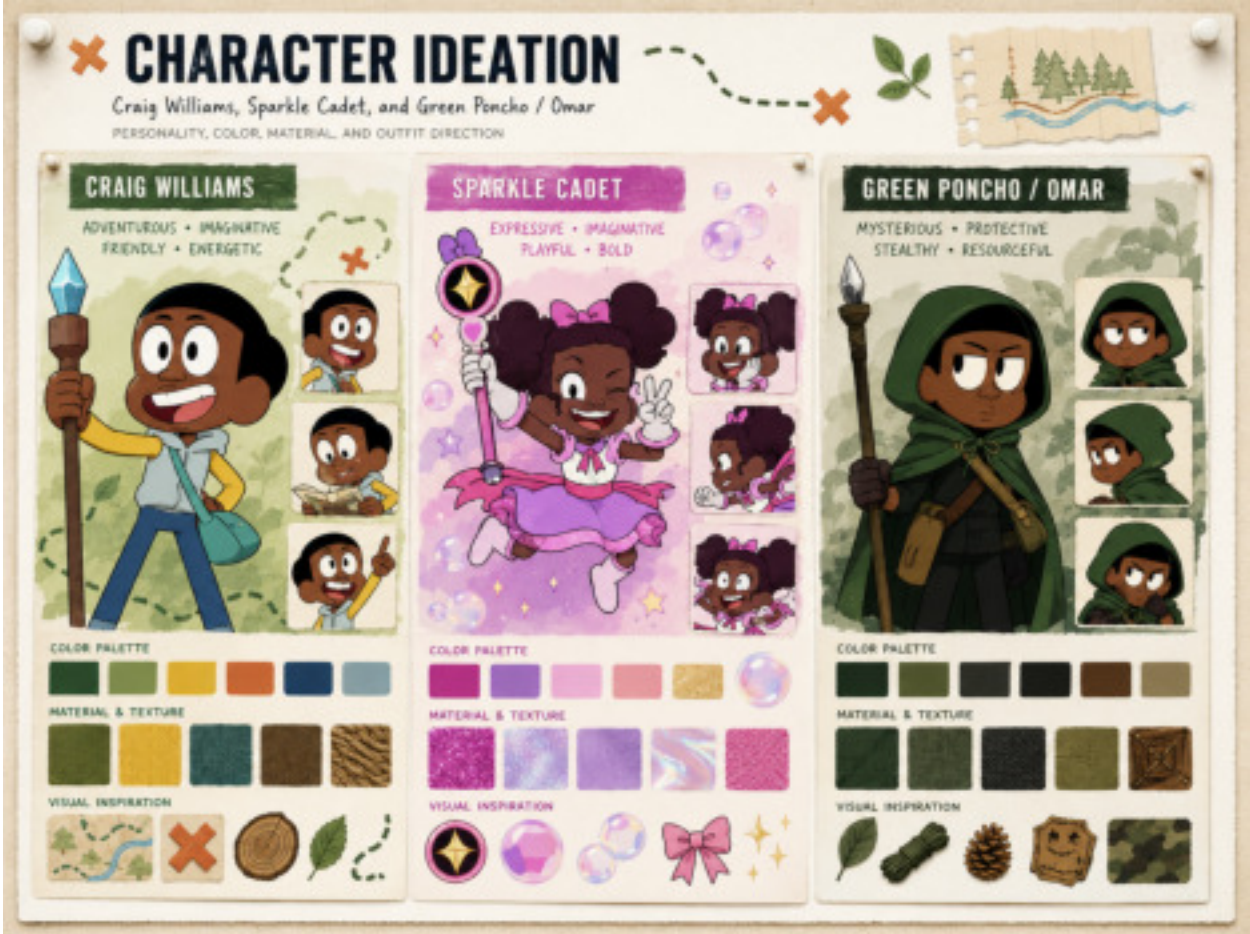 CHARACTER IDEATION
Craig Williams, Sparkle Cadet, and Green Poncho / Omar
PERSONALITY, COLOR, MATERIAL, AND OUTFIT DIRECTION
CRAIG WILLIAMS
ADVENTUROUS • IMAGINATIVE
FRIENDLY • ENERGETIC
COLOR PALETTE
MATERIAL & TEXTURE
VISUAL INSPIRATION
SPARKLE CADET
EXPRESSIVE • IMAGINATIVE
PLAYFUL • BOLD
COLOR PALETTE
MATERIAL & TEXTURE
VISUAL INSPIRATION
GREEN PONCHO / OMAR
MYSTERIOUS • PROTECTIVE
STEALTHY • RESOURCEFUL
COLOR PALETTE
MATERIAL & TEXTURE
VISUAL INSPIRATION